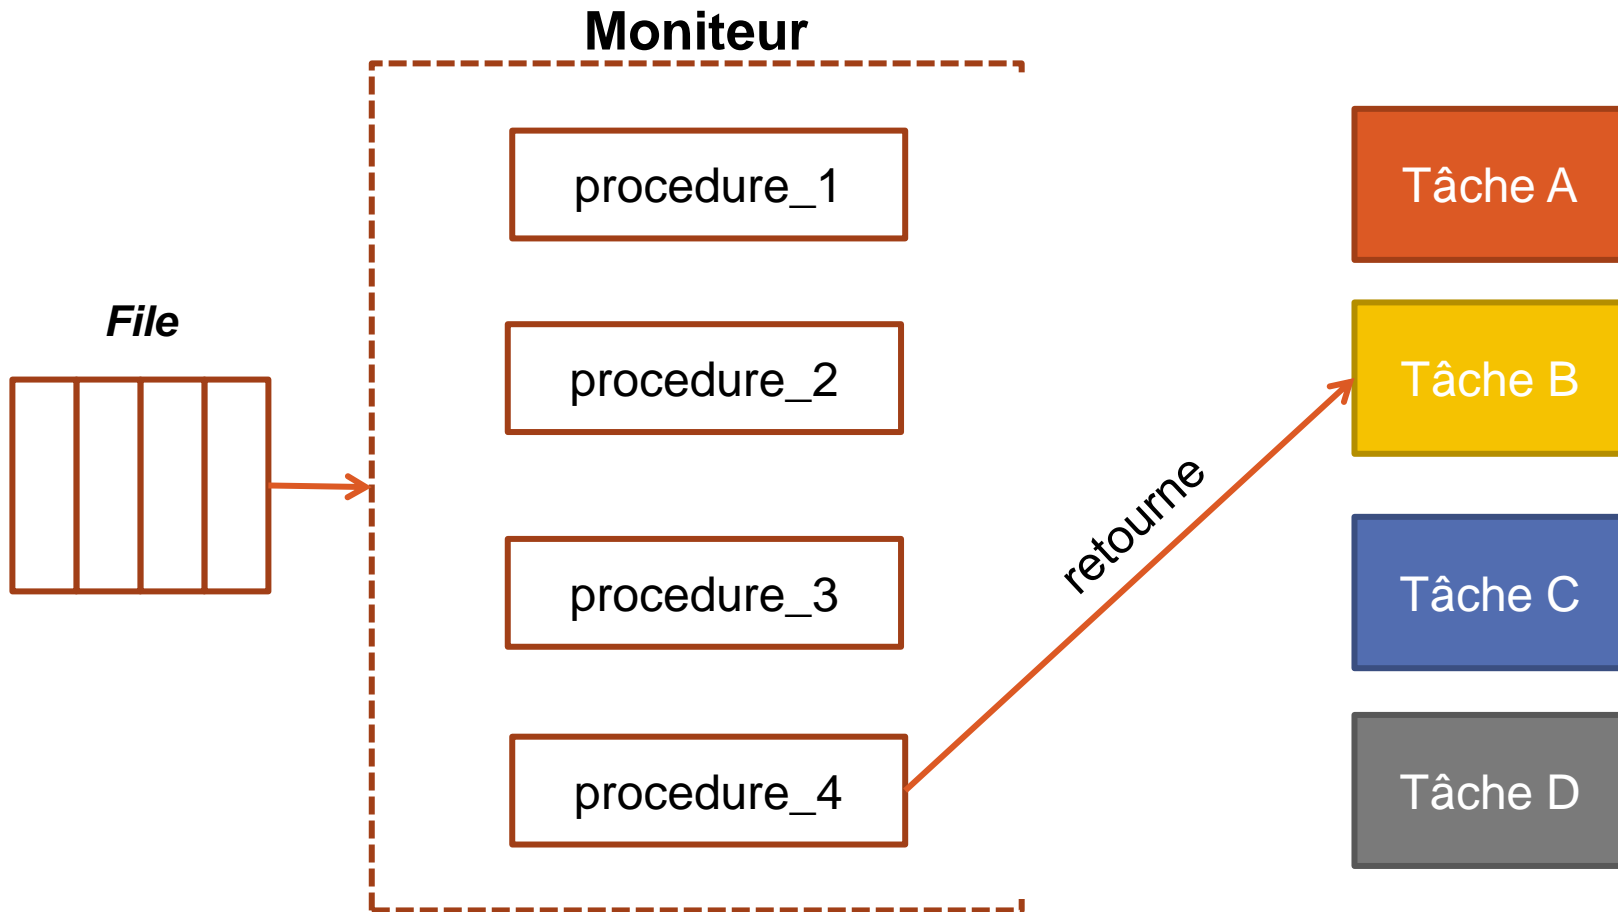 Moniteur
procedure_1
Tâche A
File
procedure_2
Tâche B
retourne
procedure_3
Tâche C
procedure_4
Tâche D